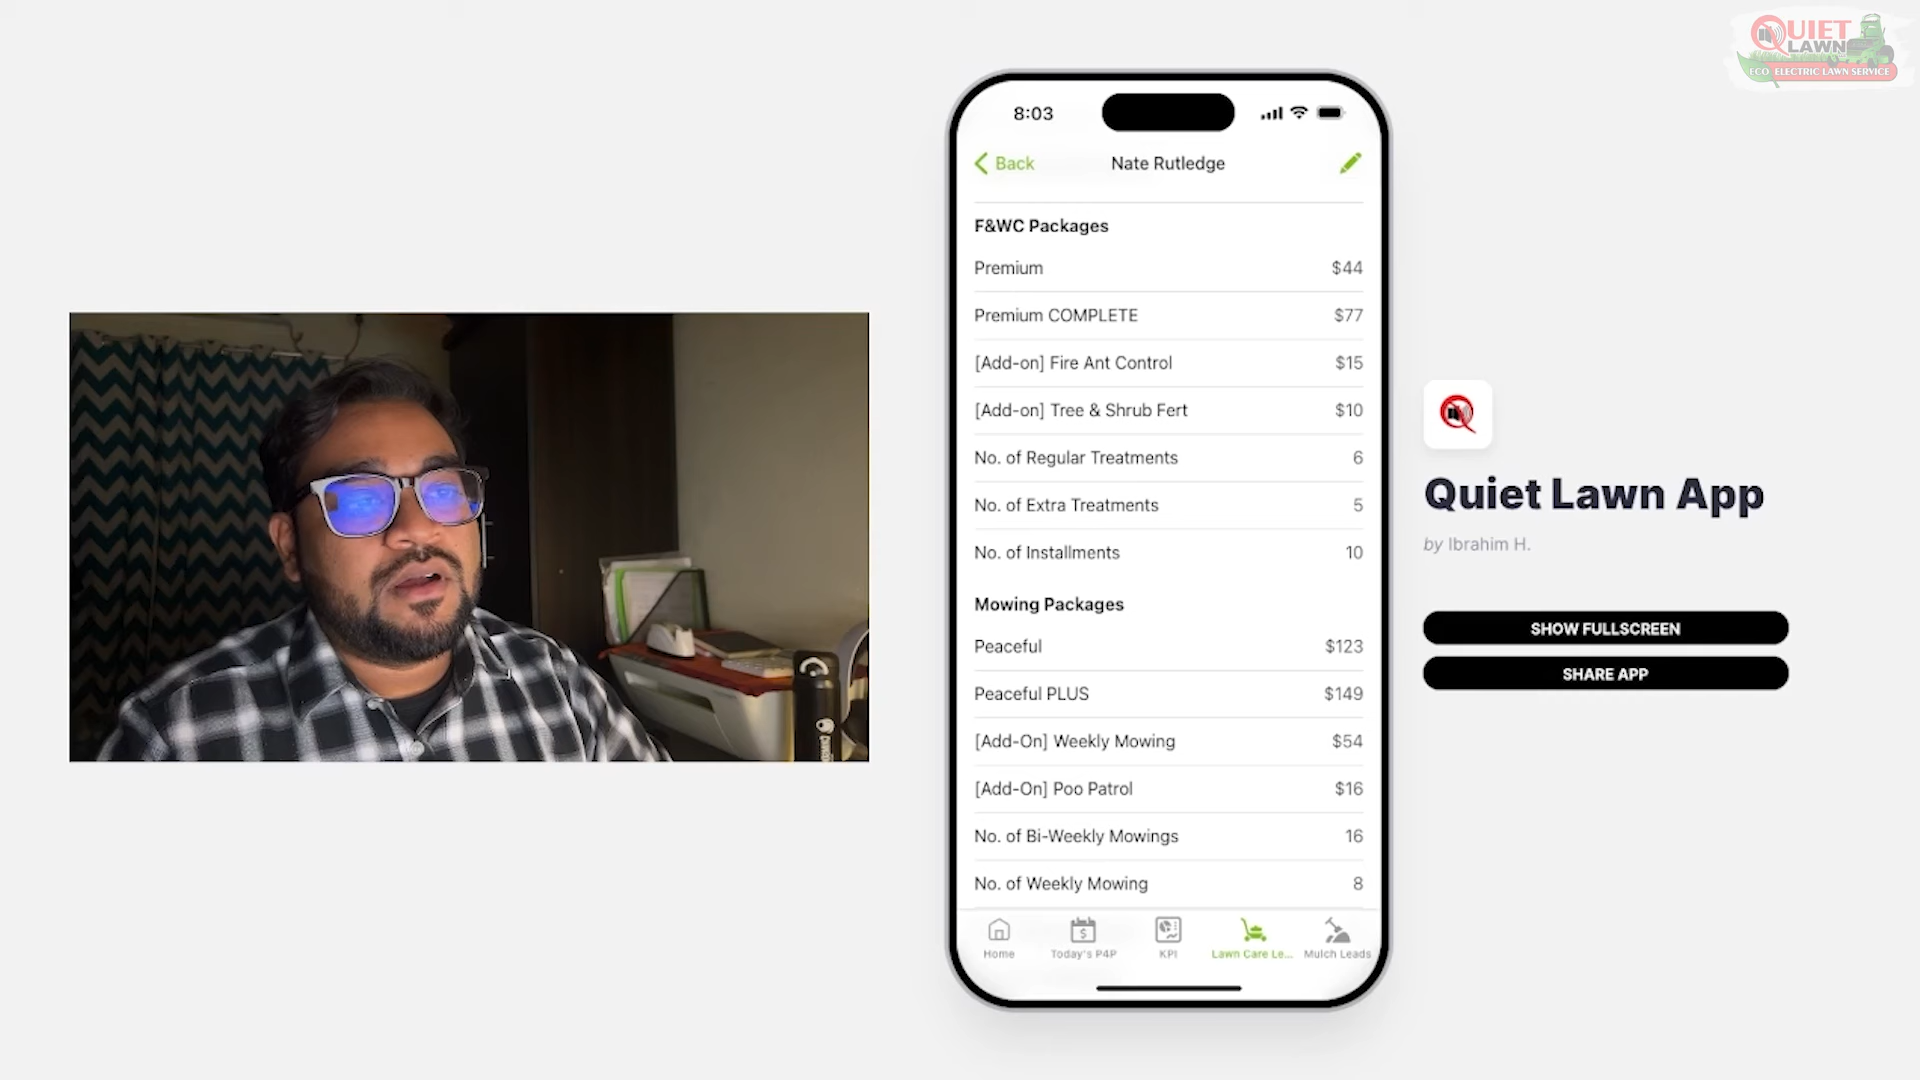 QUIET
LAWN
ECO ELECTRIC LAWN SERVICE
8:03
Back
Nate Rutledge
F&WC Packages
Premium $44
Premium COMPLETE $77
[Add-on] Fire Ant Control $15
[Add-on] Tree & Shrub Fert $10
No. of Regular Treatments 6
No. of Extra Treatments 5
No. of Installments 10
Mowing Packages
Peaceful $123
Peaceful PLUS $149
[Add-On] Weekly Mowing $54
[Add-On] Poo Patrol $16
No. of Bi-Weekly Mowings 16
No. of Weekly Mowing 8
Home Today's P4P KPI Lawn Care Le... Mulch Leads
Quiet Lawn App
by Ibrahim H.
SHOW FULLSCREEN
SHARE APP